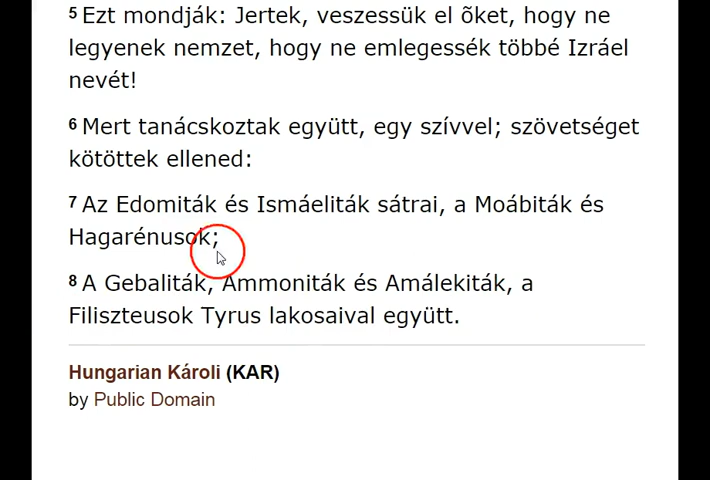 5 Ezt mondják: Jertek, veszessük el õket, hogy ne
legyenek nemzet, hogy ne emlegessék többé Izráel
nevét!
6 Mert tanácskoztak együtt, egy szívvel; szövetséget
kötöttek ellened:
7 Az Edomiták és Ismáeliták sátrai, a Moábiták és
Hagarénusok;
8 A Gebaliták, Ammoniták és Amálekiták, a
Filiszteusok Tyrus lakosaival együtt.
Hungarian Károli (KAR)
by Public Domain